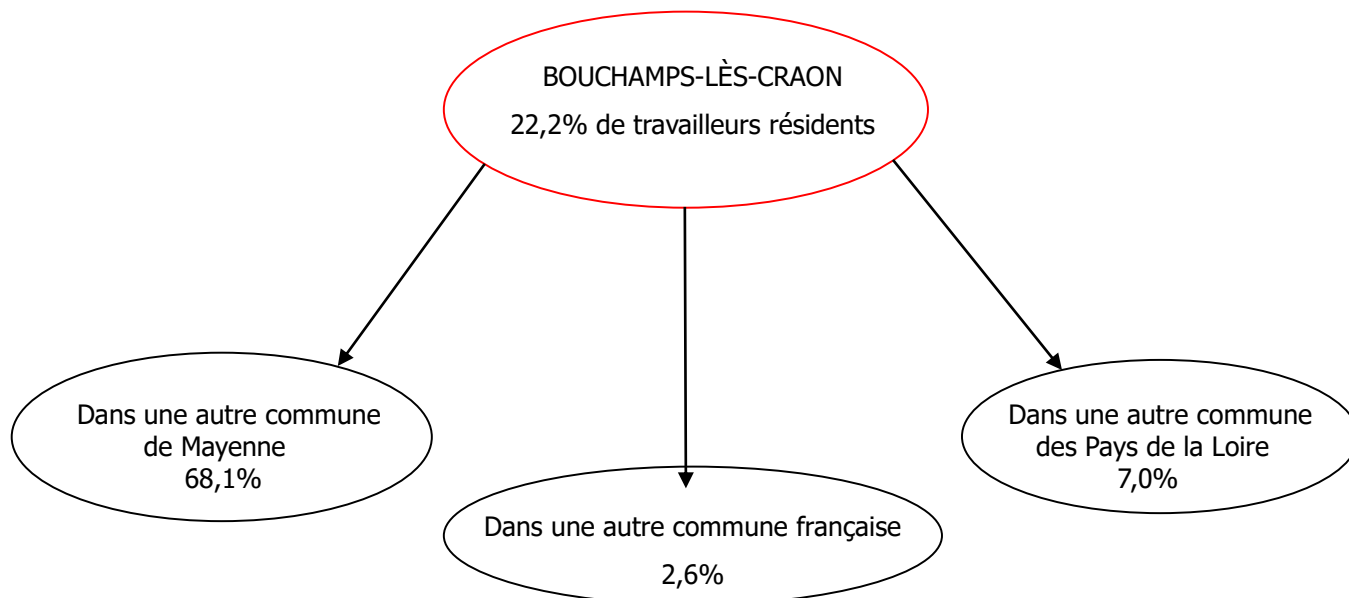 BOUCHAMPS-LÈS-CRAON
22,2% de travailleurs résidents
Dans une autre commune
de Mayenne
68,1%
Dans une autre commune française
2,6%
Dans une autre commune
des Pays de la Loire
7,0%